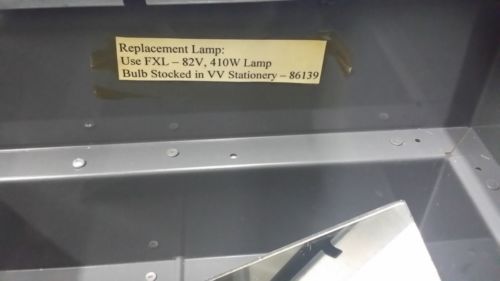 Replacement Lamp:
Use FXL – 82V, 410W Lamp
Bulb Stocked in VV Stationery – 86139